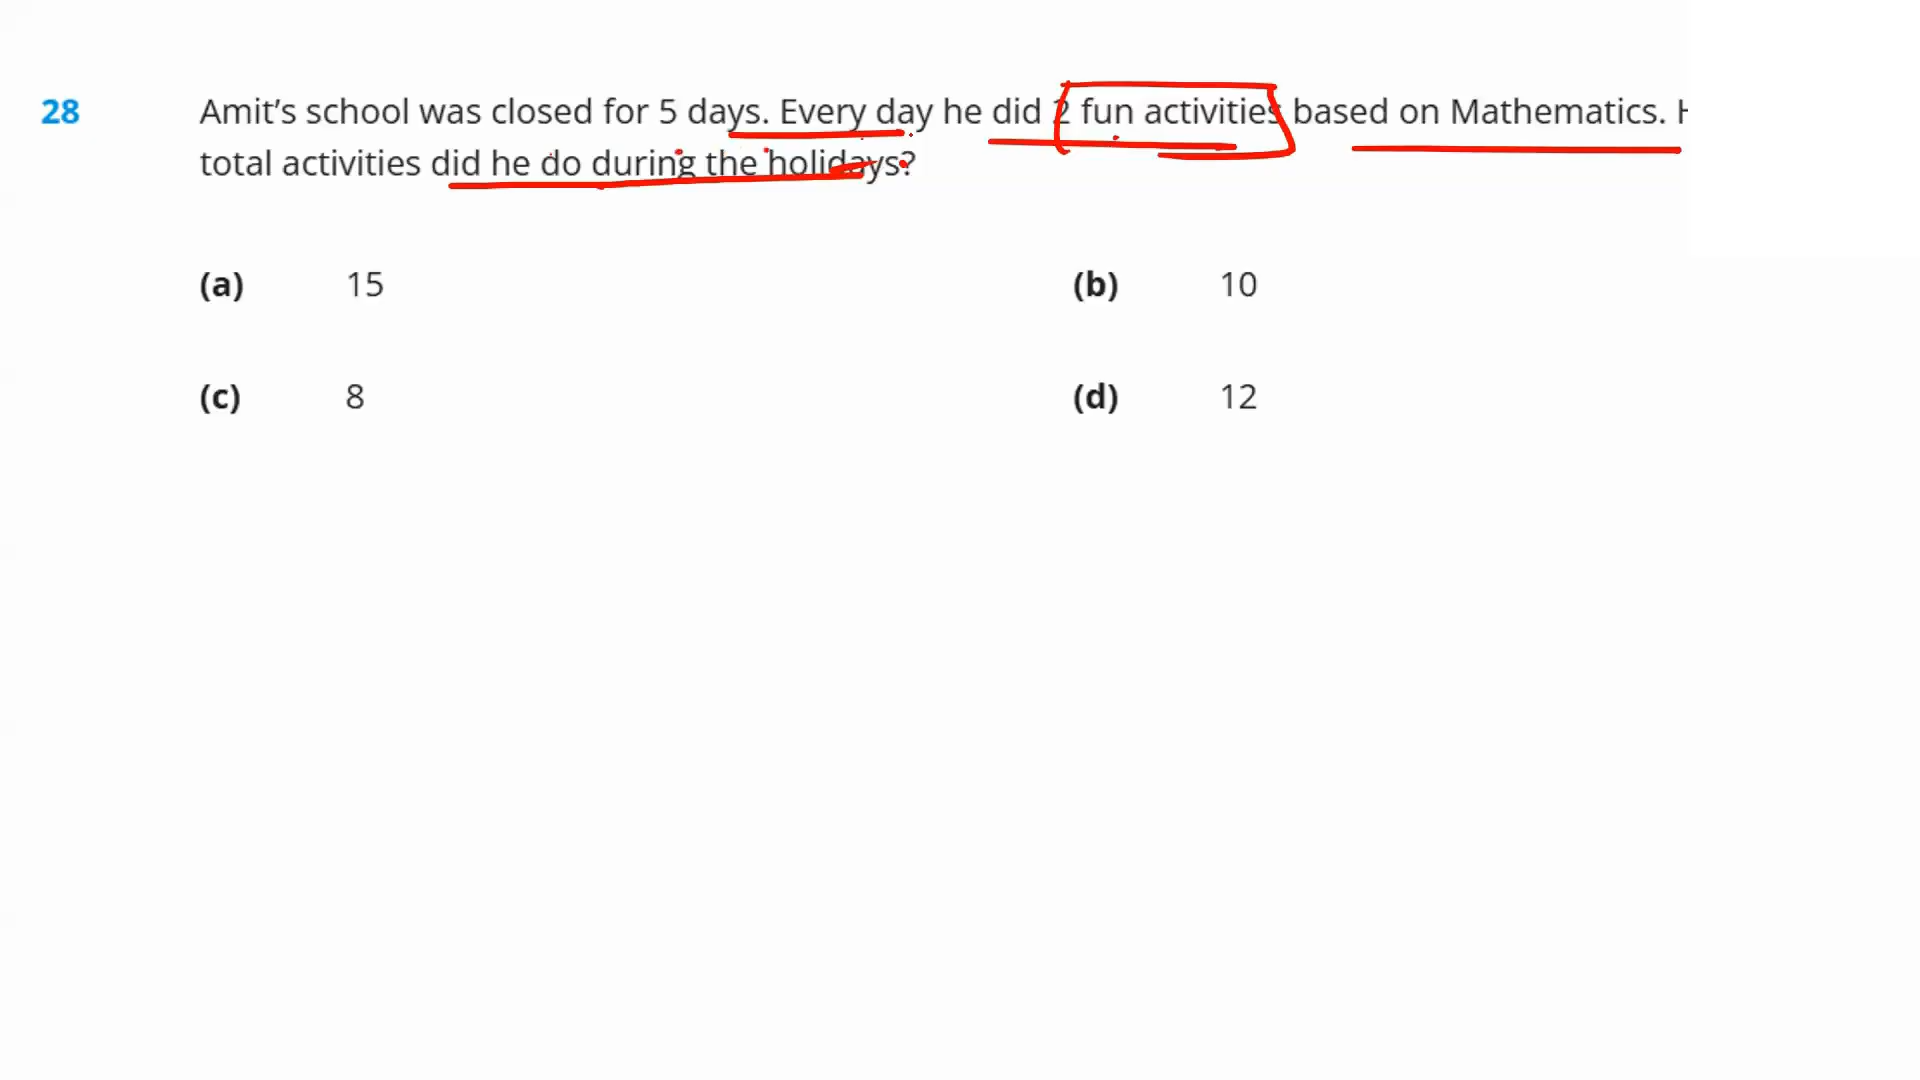 28 Amit's school was closed for 5 days. Every day he did 2 fun activities based on Mathematics.
total activities did he do during the holidays?
(a) 15 (b) 10
(c) 8 (d) 12